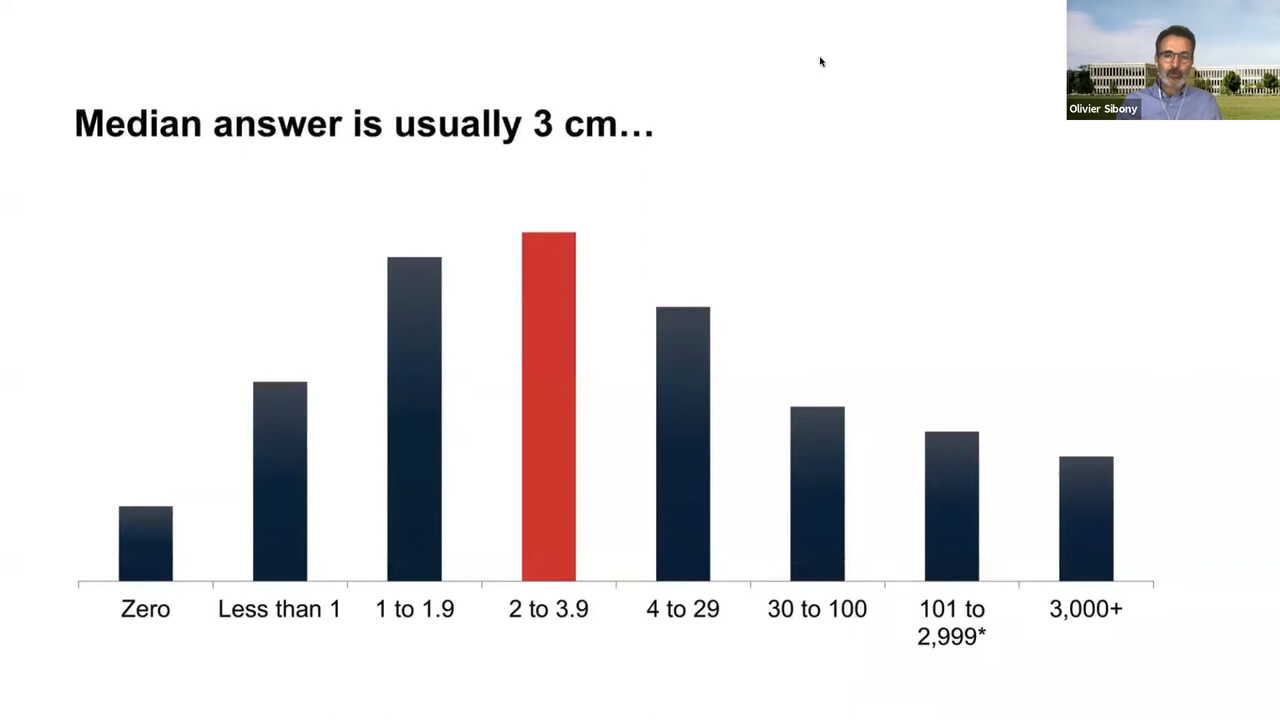 Olivier Sibony
Median answer is usually 3 cm…
Zero
Less than 1
1 to 1.9
2 to 3.9
4 to 29
30 to 100
101 to
2,999*
3,000+